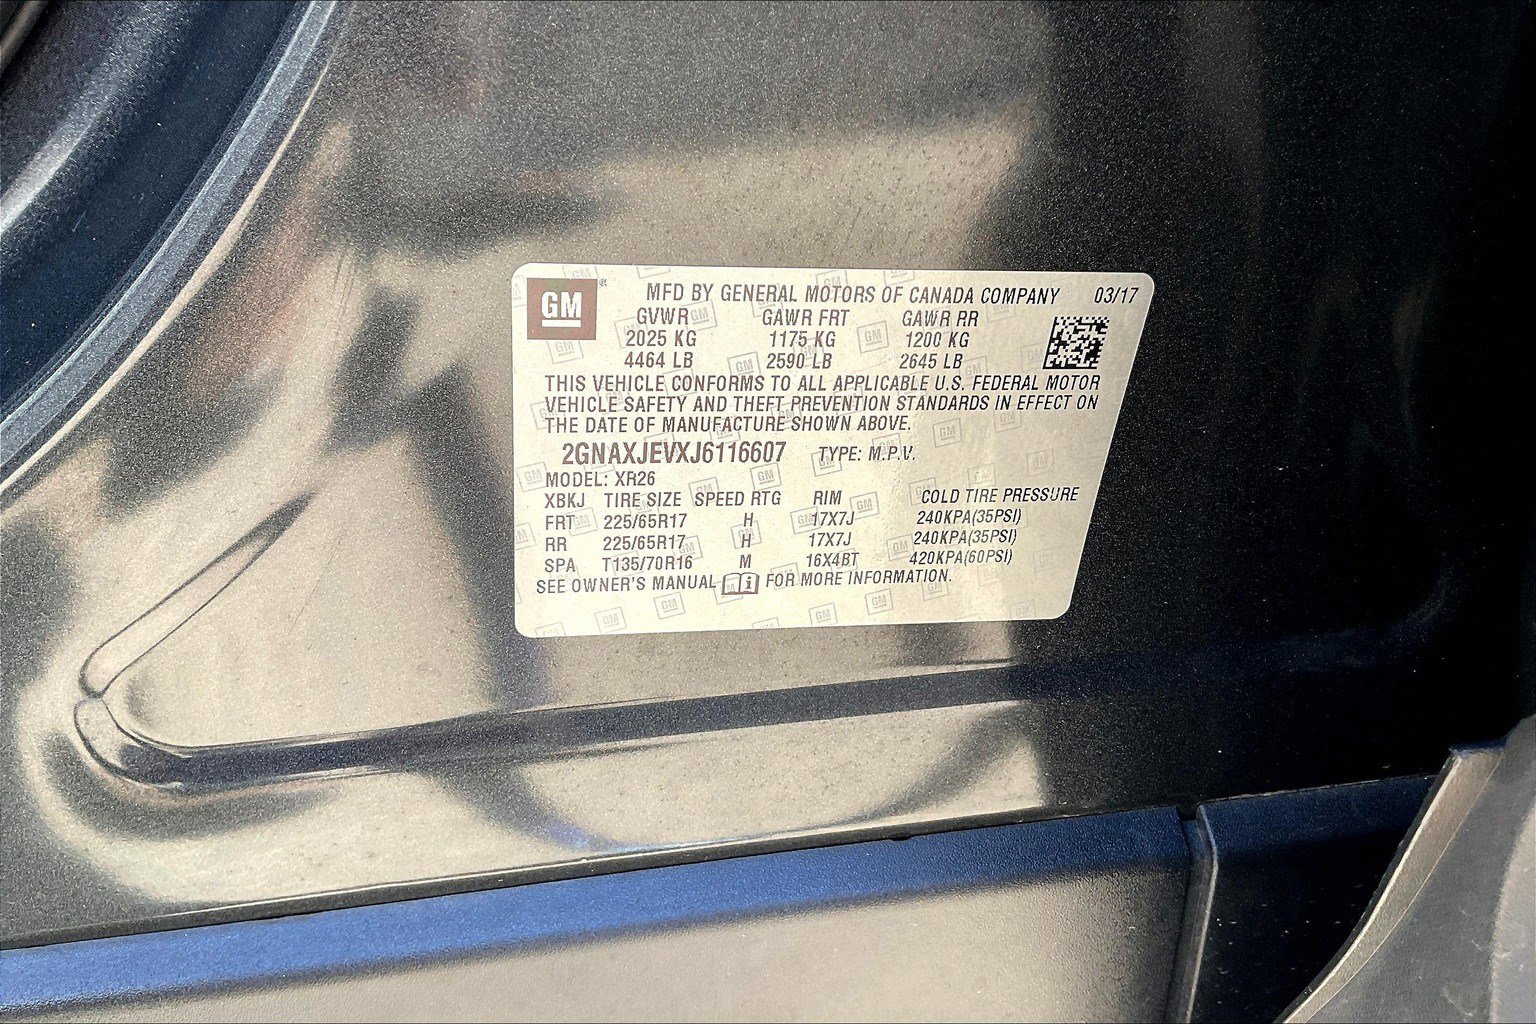 GM ® MFD BY GENERAL MOTORS OF CANADA COMPANY 03/17
GVWR GAWR FRT GAWR RR
2025 KG 1175 KG 1200 KG
4464 LB 2590 LB 2645 LB
THIS VEHICLE CONFORMS TO ALL APPLICABLE U.S. FEDERAL MOTOR
VEHICLE SAFETY AND THEFT PREVENTION STANDARDS IN EFFECT ON
THE DATE OF MANUFACTURE SHOWN ABOVE.
2GNAXJEVXJ6116607 TYPE: M.P.V.
MODEL: XR26
XBKJ TIRE SIZE SPEED RTG RIM COLD TIRE PRESSURE
FRT 225/65R17 H 17X7J 240KPA(35PSI)
RR 225/65R17 H 17X7J 240KPA(35PSI)
SPA T135/70R16 M 16X4BT 420KPA(60PSI)
SEE OWNER'S MANUAL i FOR MORE INFORMATION.